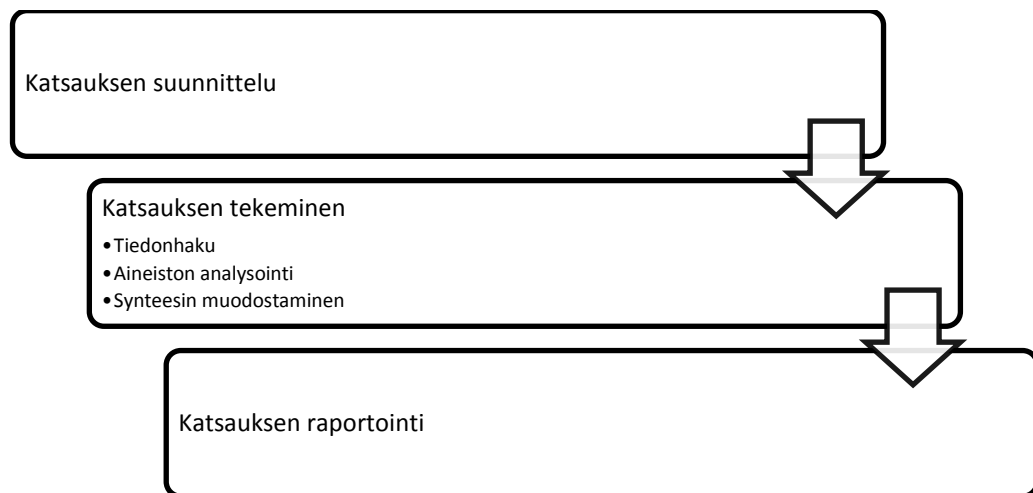 Katsauksen suunnittelu
Katsauksen tekeminen
•Tiedonhaku
•Aineiston analysointi
•Synteesin muodostaminen
Katsauksen raportointi